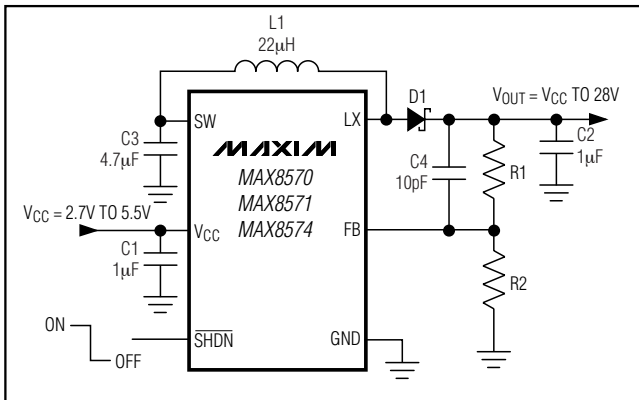 L1
22μH
SW
LX
D1
VOUT = VCC TO 28V
C3
4.7μF
MAXIM
MAX8570
MAX8571
MAX8574
C4
10pF
R1
C2
1μF
VCC = 2.7V TO 5.5V
VCC
FB
C1
1μF
R2
ON
OFF
SHDN
GND